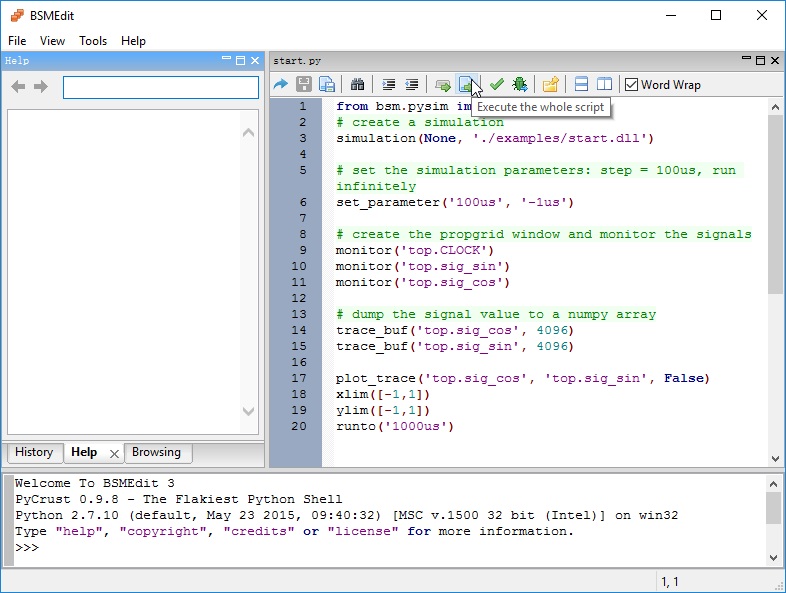 BSMEdit
File View Tools Help
Help
start.py
Word Wrap
Execute the whole script
1 from bsm.pysim im
2 # create a simulation
3 simulation(None, './examples/start.dll')
4
5 # set the simulation parameters: step = 100us, run
infinitely
6 set_parameter('100us', '-1us')
7
8 # create the propgrid window and monitor the signals
9 monitor('top.CLOCK')
10 monitor('top.sig_sin')
11 monitor('top.sig_cos')
12
13 # dump the signal value to a numpy array
14 trace_buf('top.sig_cos', 4096)
15 trace_buf('top.sig_sin', 4096)
16
17 plot_trace('top.sig_cos', 'top.sig_sin', False)
18 xlim([-1,1])
19 ylim([-1,1])
20 runto('1000us')
History Help Browsing
Welcome To BSMEdit 3
PyCrust 0.9.8 - The Flakiest Python Shell
Python 2.7.10 (default, May 23 2015, 09:40:32) [MSC v.1500 32 bit (Intel)] on win32
Type "help", "copyright", "credits" or "license" for more information.
>>>
1, 1